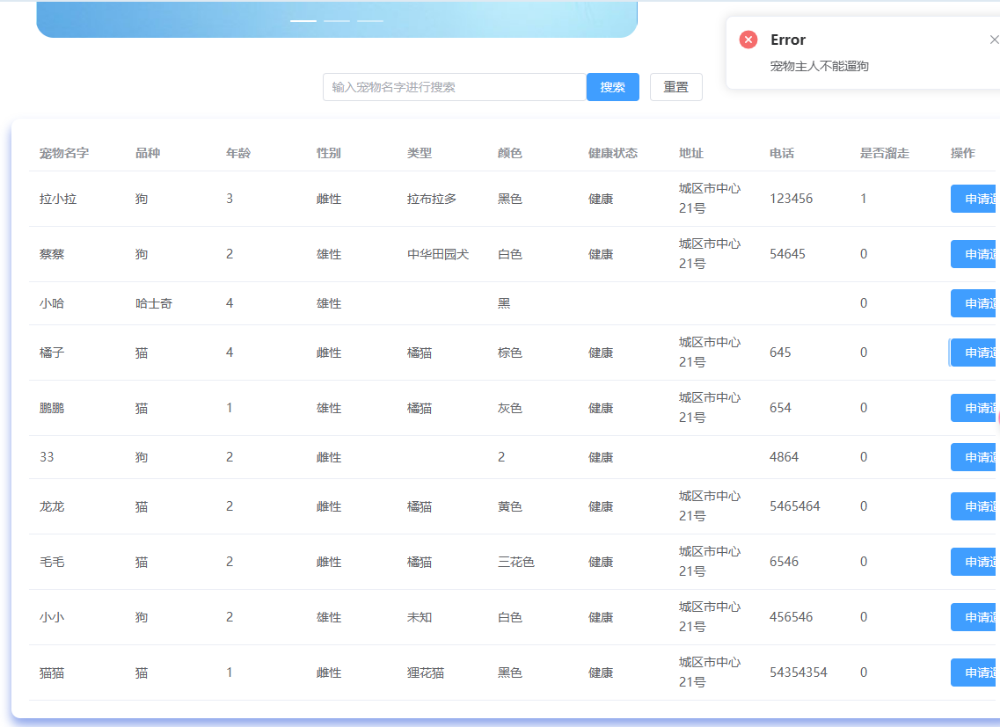 Error
宠物主人不能遛狗
输入宠物名字进行搜索 搜索 重置
宠物名字 品种 年龄 性别 类型 颜色 健康状态 地址 电话 是否溜走 操作
拉小拉 狗 3 雌性 拉布拉多 黑色 健康 城区市中心21号 123456 1 申请
蔡蔡 狗 2 雄性 中华田园犬 白色 健康 城区市中心21号 54645 0 申请
小哈 哈士奇 4 雄性 黑 0 申请
橘子 猫 4 雌性 橘猫 棕色 健康 城区市中心21号 645 0 申请
鹏鹏 猫 1 雄性 橘猫 灰色 健康 城区市中心21号 654 0 申请
33 狗 2 雌性 2 健康 4864 0 申请
龙龙 猫 2 雌性 橘猫 黄色 健康 城区市中心21号 5465464 0 申请
毛毛 猫 2 雌性 橘猫 三花色 健康 城区市中心21号 6546 0 申请
小小 狗 2 雄性 未知 白色 健康 城区市中心21号 456546 0 申请
猫猫 猫 1 雌性 狸花猫 黑色 健康 城区市中心21号 54354354 0 申请